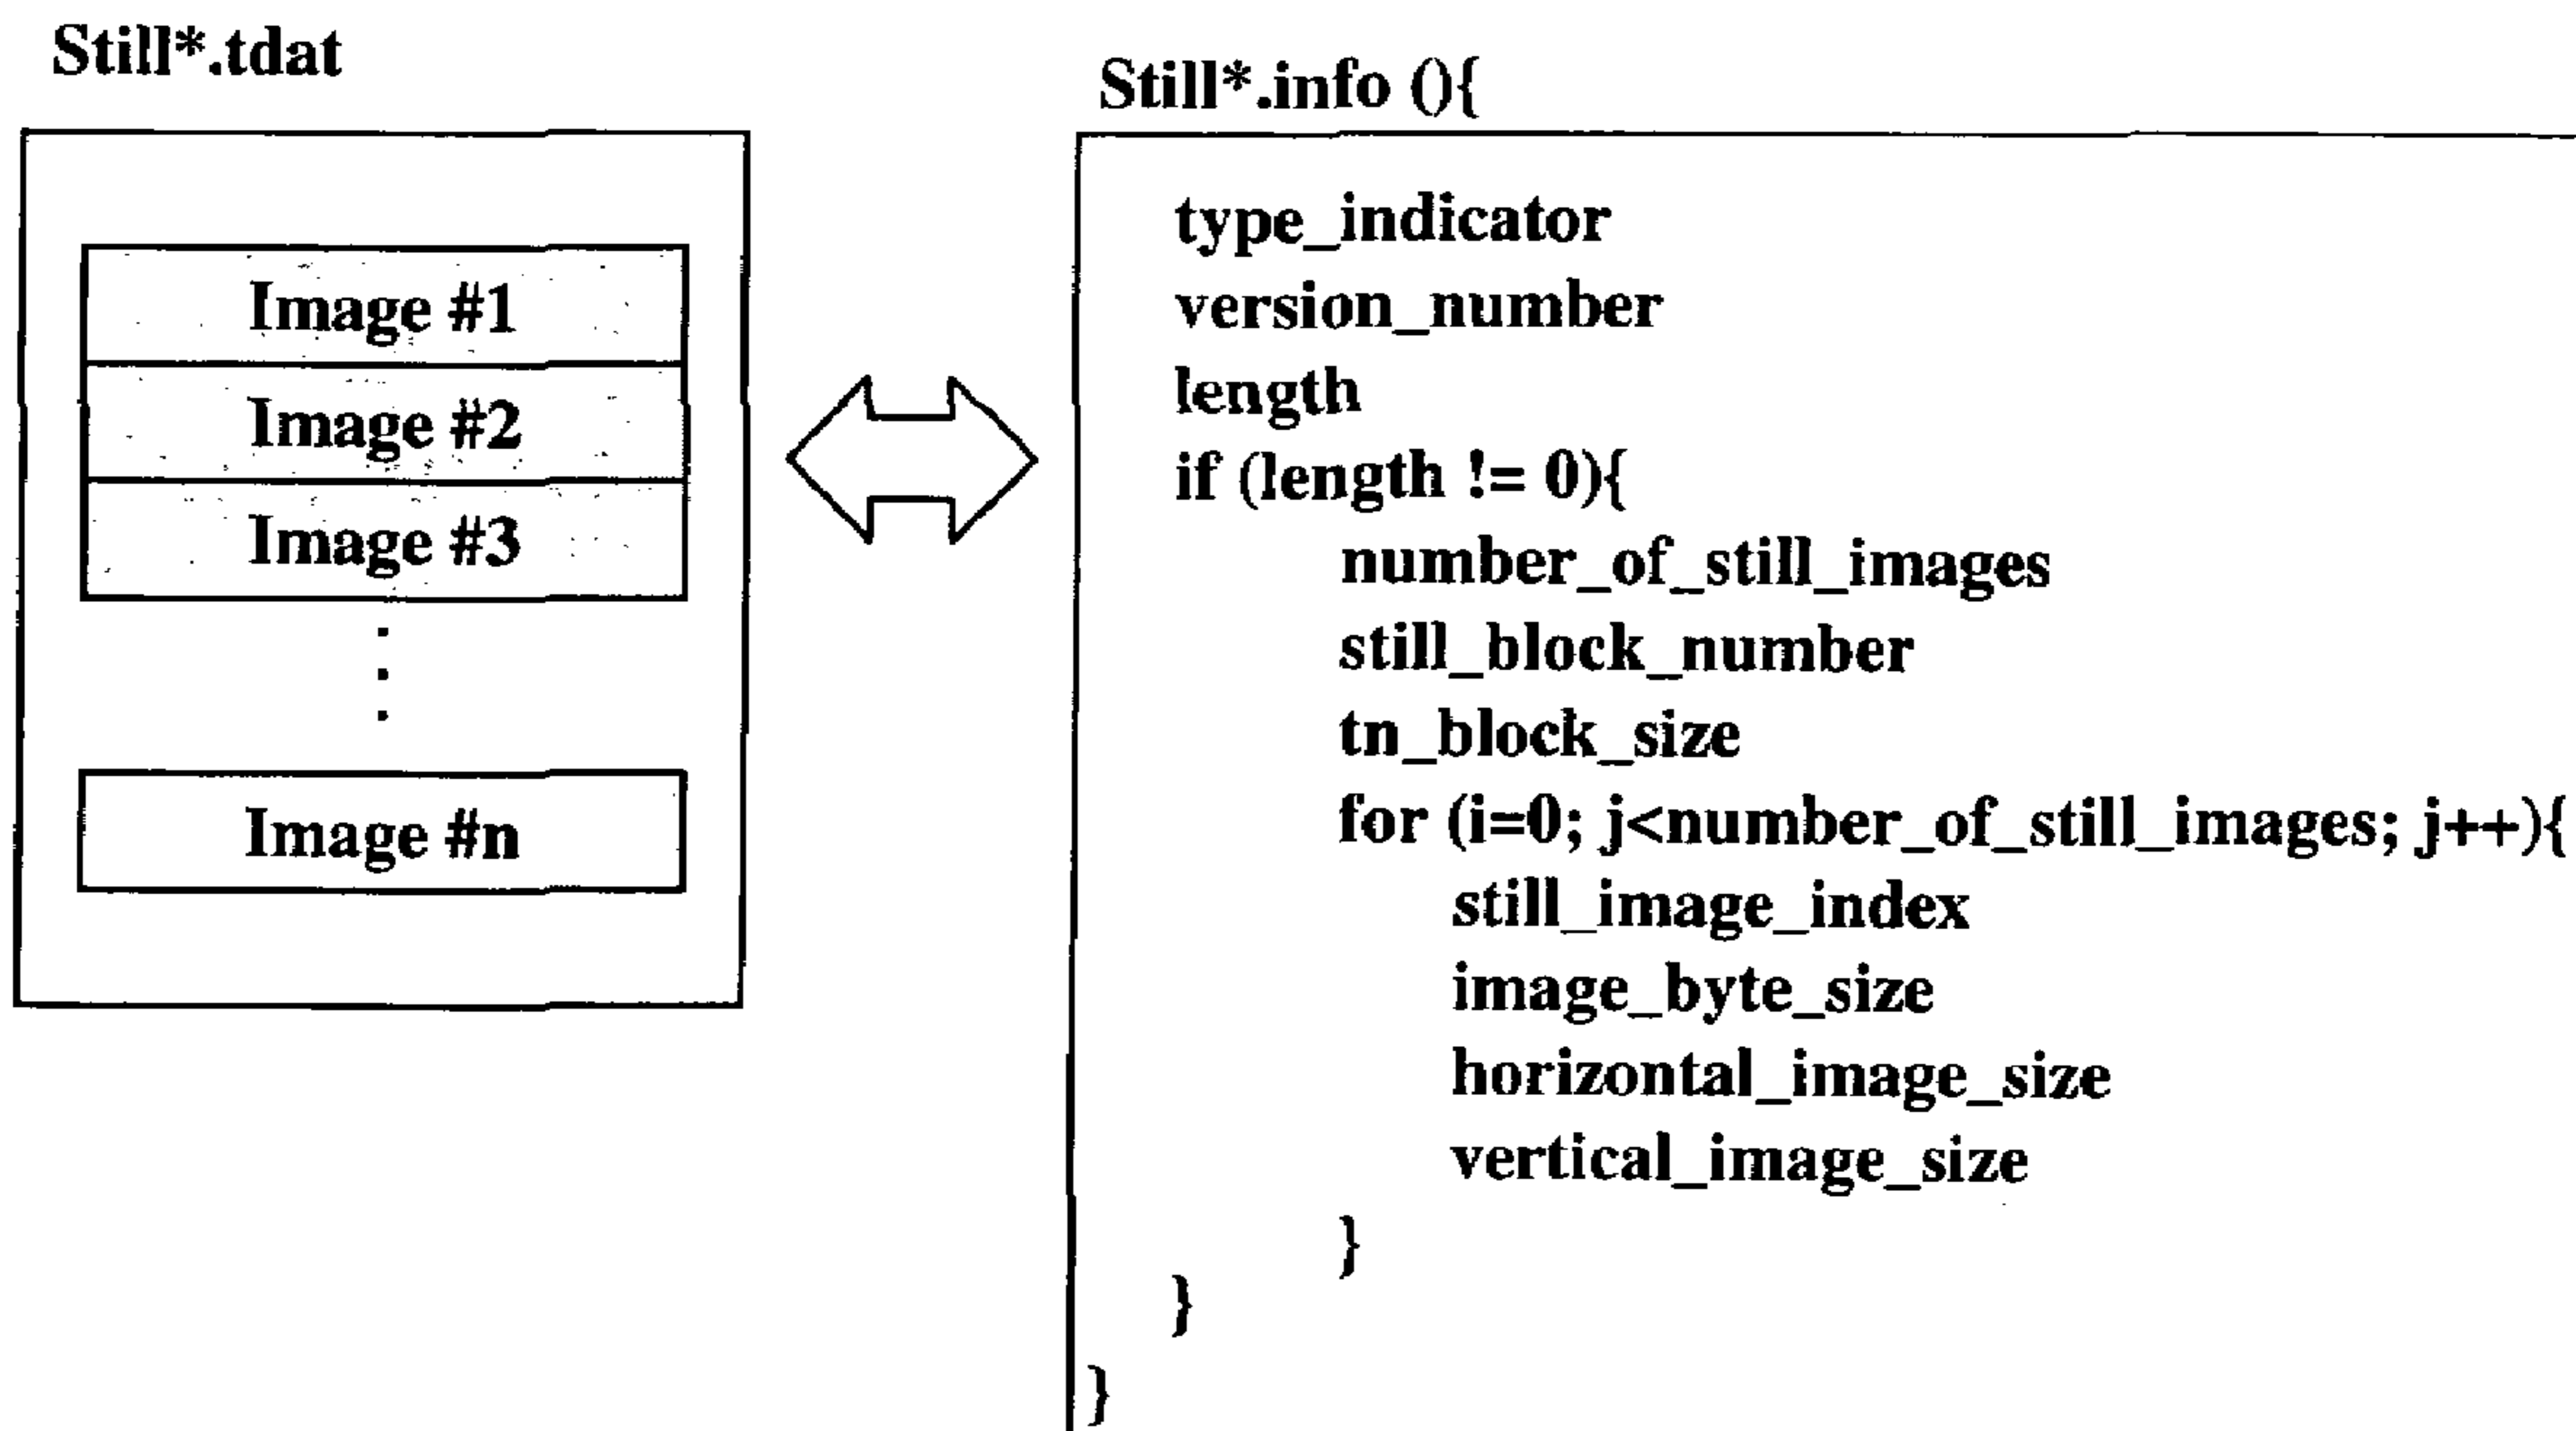 Still*.tdat
Image #1
Image #2
Image #3
Image #n
Still*.info (){
type_indicator
version_number
length
if (length != 0){
number_of_still_images
still_block_number
tn_block_size
for (i=0; j<number_of_still_images; j++){
still_image_index
image_byte_size
horizontal_image_size
vertical_image_size
}
}
}